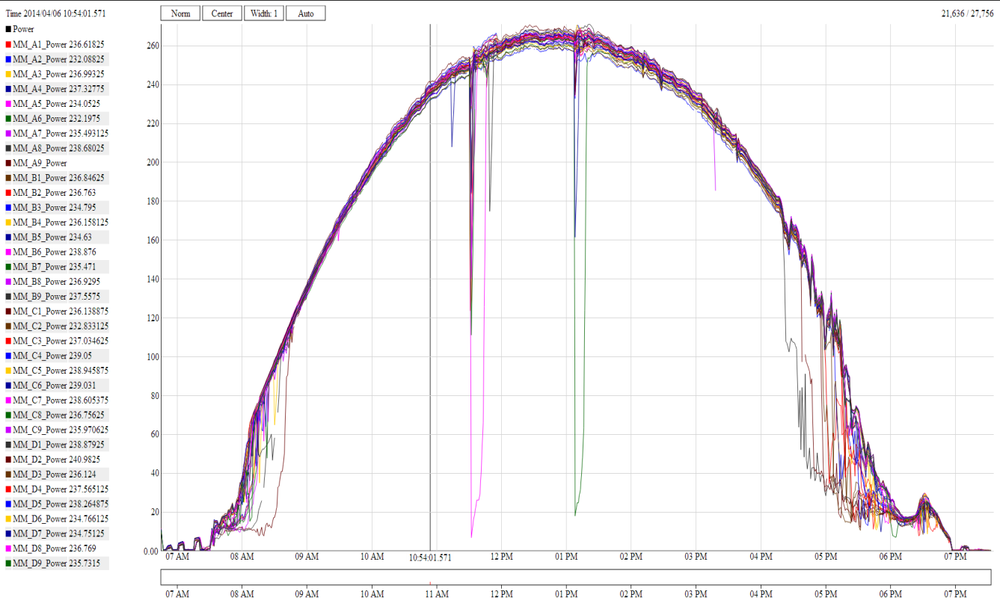 Time 2014/04/06 10:54:01.571
Norm Center Width: 1 Auto
21,636 / 27,756
Power
MM_A1_Power 236.61825
MM_A2_Power 232.08825
MM_A3_Power 236.99325
MM_A4_Power 237.32775
MM_A5_Power 234.0525
MM_A6_Power 232.1975
MM_A7_Power 235.493125
MM_A8_Power 238.68025
MM_A9_Power
MM_B1_Power 236.84625
MM_B2_Power 236.763
MM_B3_Power 234.795
MM_B4_Power 236.158125
MM_B5_Power 234.63
MM_B6_Power 238.876
MM_B7_Power 235.471
MM_B8_Power 236.9295
MM_B9_Power 237.5575
MM_C1_Power 236.138875
MM_C2_Power 232.833125
MM_C3_Power 237.034625
MM_C4_Power 239.05
MM_C5_Power 238.945875
MM_C6_Power 239.031
MM_C7_Power 238.605375
MM_C8_Power 236.75625
MM_C9_Power 235.970625
MM_D1_Power 238.87925
MM_D2_Power 240.9825
MM_D3_Power 236.124
MM_D4_Power 237.565125
MM_D5_Power 238.264875
MM_D6_Power 234.766125
MM_D7_Power 234.75125
MM_D8_Power 236.769
MM_D9_Power 235.7315
260
240
220
200
180
160
140
120
100
80
60
40
20
0.00
07 AM 08 AM 09 AM 10 AM 10:54:01.571 12 PM 01 PM 02 PM 03 PM 04 PM 05 PM 06 PM 07 PM
07 AM 08 AM 09 AM 10 AM 11 AM 12 PM 01 PM 02 PM 03 PM 04 PM 05 PM 06 PM 07 PM